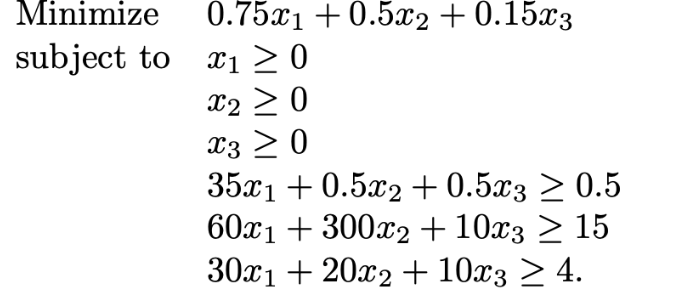 Minimize 0.75x₁ + 0.5x₂ + 0.15x₃
subject to x₁ ≥ 0
x₂ ≥ 0
x₃ ≥ 0
35x₁ + 0.5x₂ + 0.5x₃ ≥ 0.5
60x₁ + 300x₂ + 10x₃ ≥ 15
30x₁ + 20x₂ + 10x₃ ≥ 4.